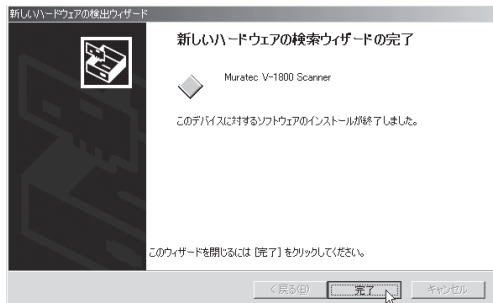 新しいハードウェアの検出ウィザード
新しいハードウェアの検索ウィザードの完了
Muratec V-1800 Scanner
このデバイスに対するソフトウェアのインストールが終了しました。
このウィザードを閉じるには [完了] をクリックしてください。
< 戻る(B) 完了 キャンセル